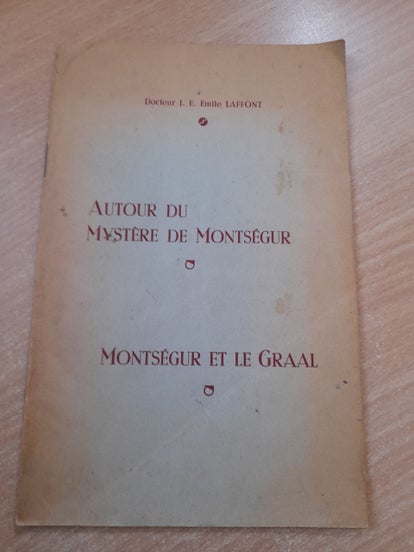 Docteur J. E. Emile LAFFONT
AUTOUR DU
MYSTÈRE DE MONTSÉGUR
MONTSÉGUR ET LE GRAAL